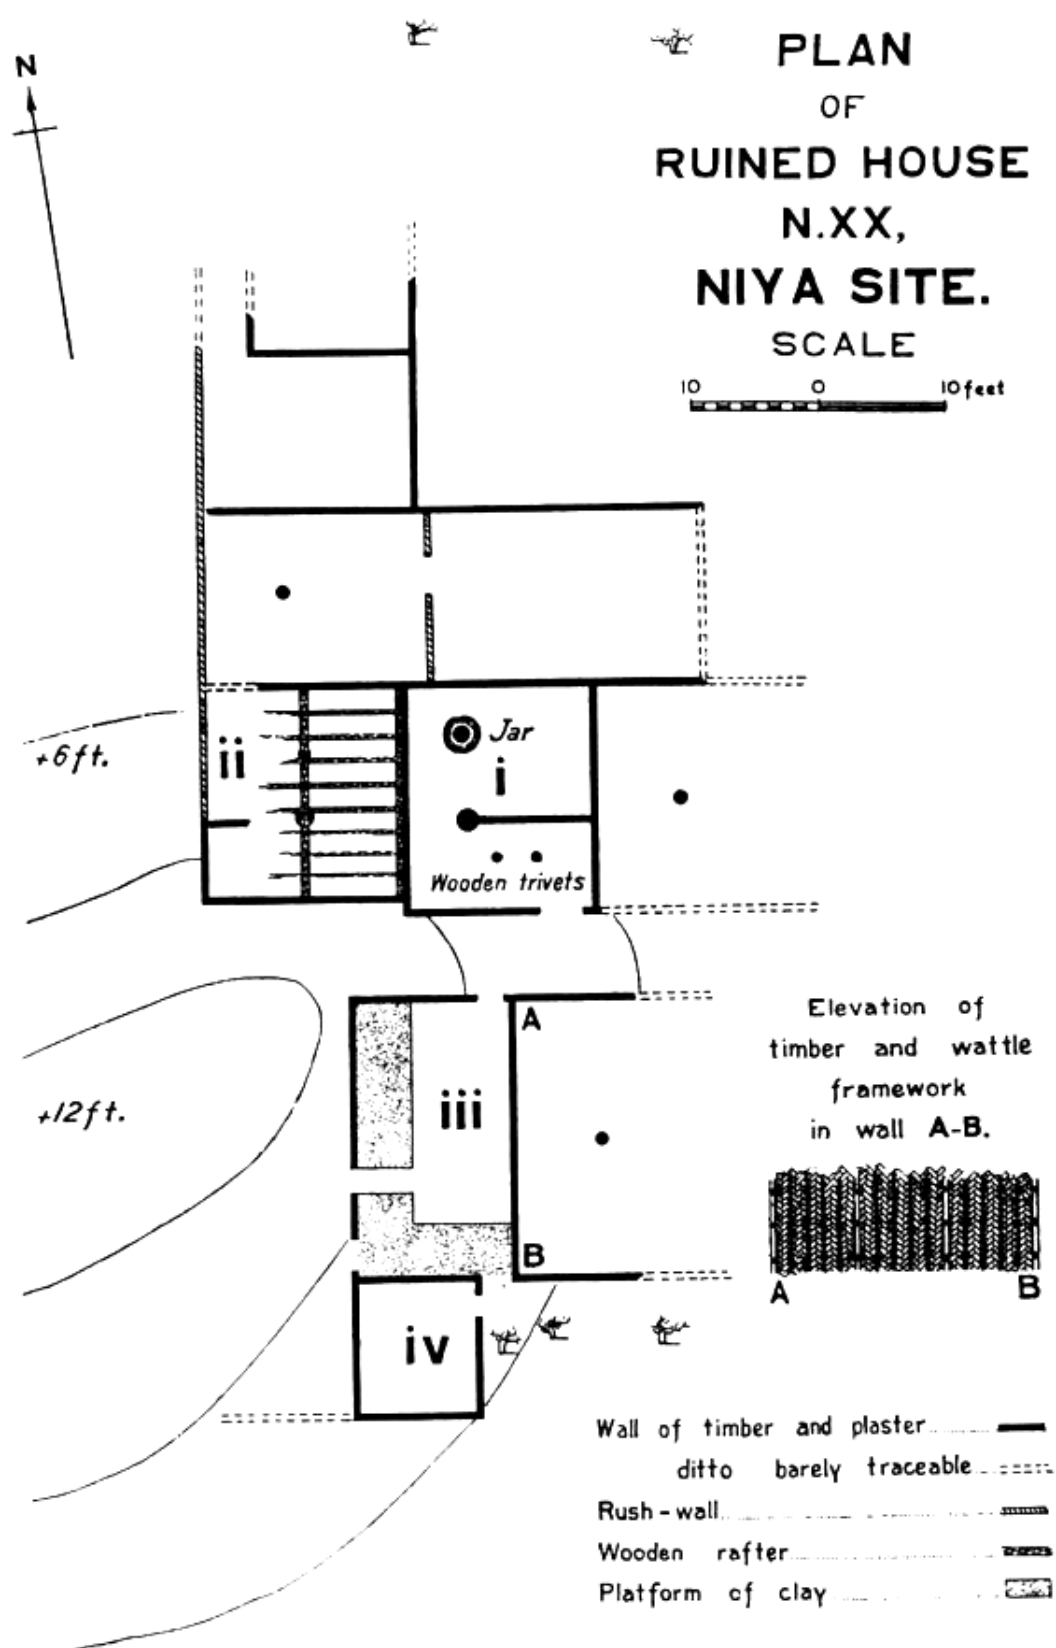 N
PLAN
OF
RUINED HOUSE
N.XX,
NIYA SITE.
SCALE
10 0 10 feet
Jar
i
ii
+6ft.
Wooden trivets
A
iii
+12ft.
B
iv
Elevation of
timber and wattle
framework
in wall A-B.
A B
Wall of timber and plaster
ditto barely traceable
Rush-wall
Wooden rafter
Platform of clay